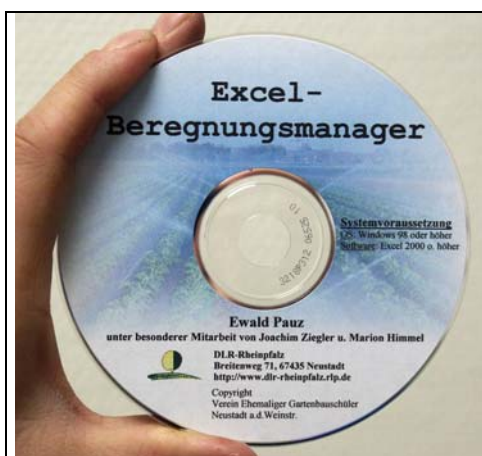 Excel-
Beregnungsmanager
Systemvoraussetzung
OS: Windows 98 oder höher
Software: Excel 2000 o. höher
Ewald Pauz
unter besonderer Mitarbeit von Joachim Ziegler u. Marion Himmel
DLR-Rheinpfalz
Breitenweg 71, 67435 Neustadt
http://www.dlr-rheinpfalz.rlp.de
Copyright
Verein Ehemaliger Gartenbauschüler
Neustadt a.d.Weinstr.